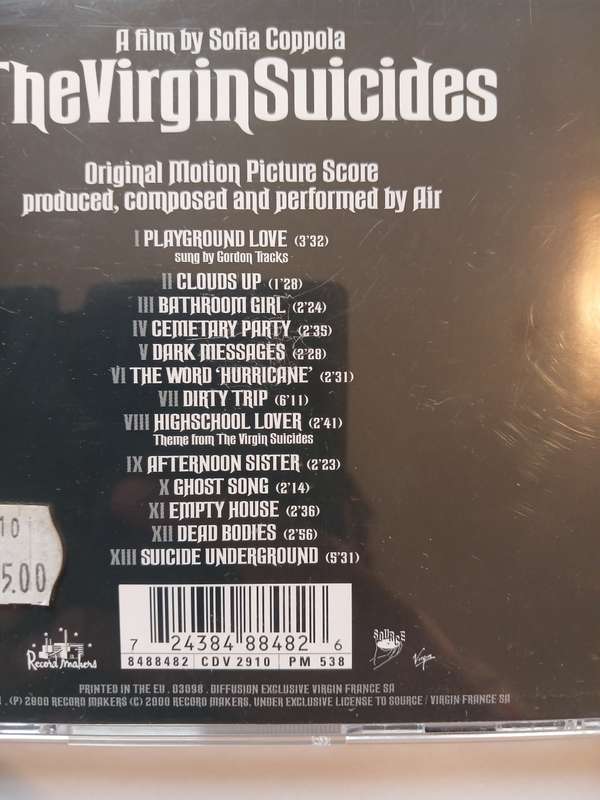 A film by Sofia Coppola
TheVirginSuicides
Original Motion Picture Score
produced, composed and performed by Air
I PLAYGROUND LOVE (3'32)
sung by Gordon Tracks
II CLOUDS UP (1'28)
III BATHROOM GIRL (2'24)
IV CEMETARY PARTY (2'35)
V DARK MESSAGES (2'28)
VI THE WORD 'HURRICANE' (2'31)
VII DIRTY TRIP (6'11)
VIII HIGHSCHOOL LOVER (2'41)
Theme from The Virgin Suicides
IX AFTERNOON SISTER (2'23)
X GHOST SONG (2'14)
XI EMPTY HOUSE (2'36)
XII DEAD BODIES (2'56)
XIII SUICIDE UNDERGROUND (5'31)
10
5.00
7 24384 88482 6
8488482 CDV 2910 PM 538
Record Makers
SOURCE
Virgin
PRINTED IN THE EU . 03098 . DIFFUSION EXCLUSIVE VIRGIN FRANCE SA
. (P) 2000 RECORD MAKERS (C) 2000 RECORD MAKERS, UNDER EXCLUSIVE LICENSE TO SOURCE / VIRGIN FRANCE SA